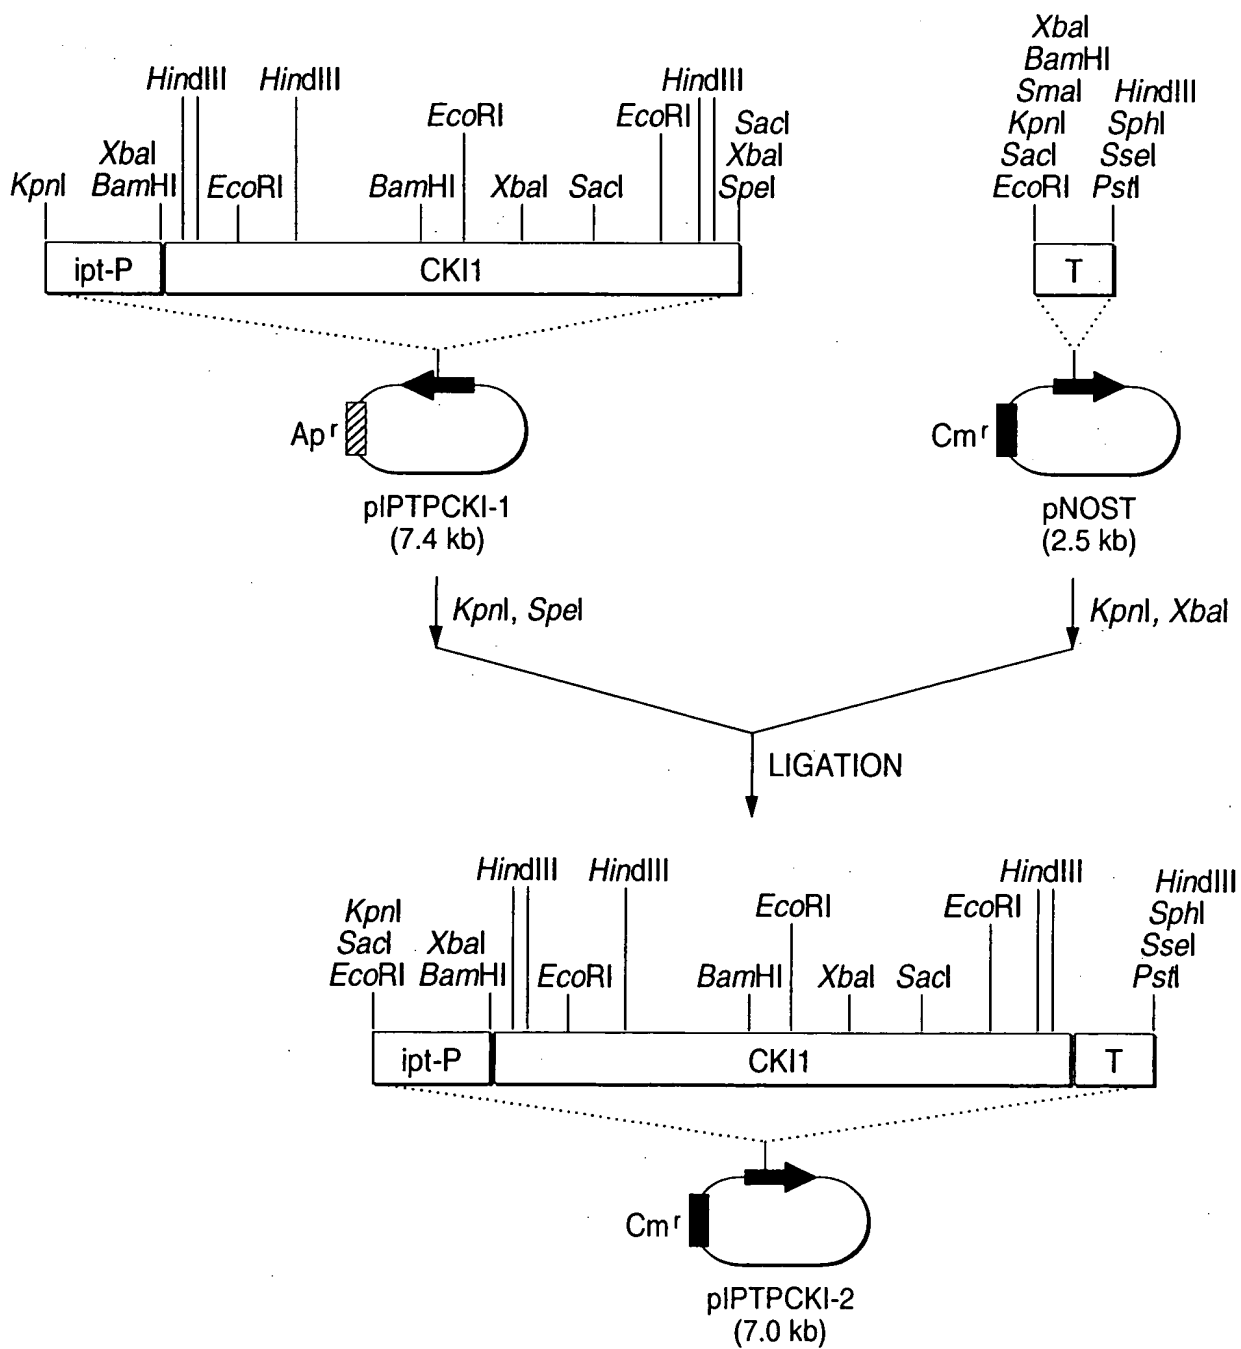 XbaI
BamHI
HindIII HindIII HindIII SmaI HindIII
EcoRI EcoRI SacI KpnI SphI
XbaI XbaI SacI SseI
KpnI BamHI EcoRI BamHI XbaI SacI SpeI EcoRI PstI
ipt-P CKI1 T
Apr Cmr
pIPTPCKI-1 pNOST
(7.4 kb) (2.5 kb)
KpnI, SpeI KpnI, XbaI
LIGATION
HindIII HindIII HindIII HindIII
KpnI EcoRI EcoRI SphI
SacI XbaI SseI
EcoRI BamHI EcoRI BamHI XbaI SacI PstI
ipt-P CKI1 T
Cmr
pIPTPCKI-2
(7.0 kb)